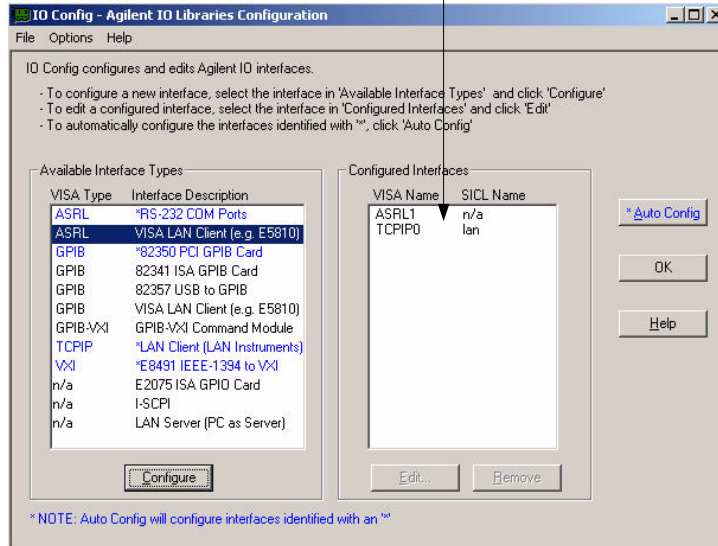 IO Config - Agilent IO Libraries Configuration
File Options Help
IO Config configures and edits Agilent IO interfaces.
- To configure a new interface, select the interface in 'Available Interface Types' and click 'Configure'
- To edit a configured interface, select the interface in 'Configured Interfaces' and click 'Edit'
- To automatically configure the interfaces identified with '*', click 'Auto Config'
Available Interface Types
VISA Type Interface Description
ASRL *RS-232 COM Ports
ASRL VISA LAN Client (e.g. E5810)
GPIB *82350 PCI GPIB Card
GPIB 82341 ISA GPIB Card
GPIB 82357 USB to GPIB
GPIB VISA LAN Client (e.g. E5810)
GPIB-VXI GPIB-VXI Command Module
TCPIP *LAN Client (LAN Instruments)
VXI *E8491 IEEE-1394 to VXI
n/a E2075 ISA GPIO Card
n/a I-SCPI
n/a LAN Server (PC as Server)
Configure
Configured Interfaces
VISA Name SICL Name
ASRL1 n/a
TCPIP0 lan
Edit... Remove
* Auto Config
OK
Help
* NOTE: Auto Config will configure interfaces identified with an '*'